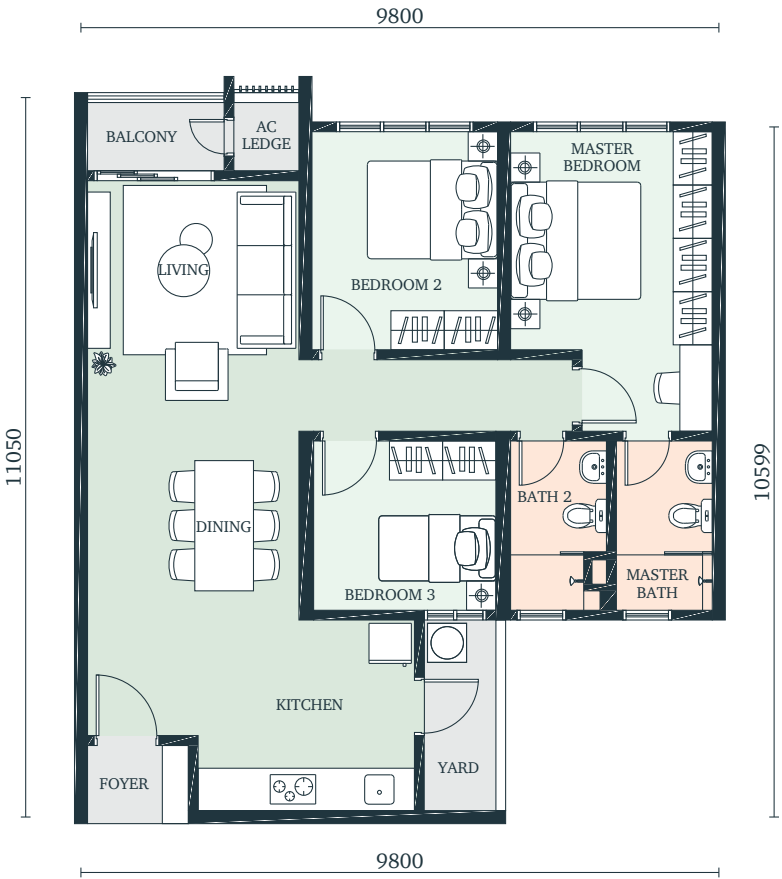 9800
BALCONY
AC
LEDGE
MASTER
BEDROOM
LIVING
BEDROOM 2
11050
10599
BATH 2
DINING
MASTER
BATH
BEDROOM 3
KITCHEN
YARD
FOYER
9800